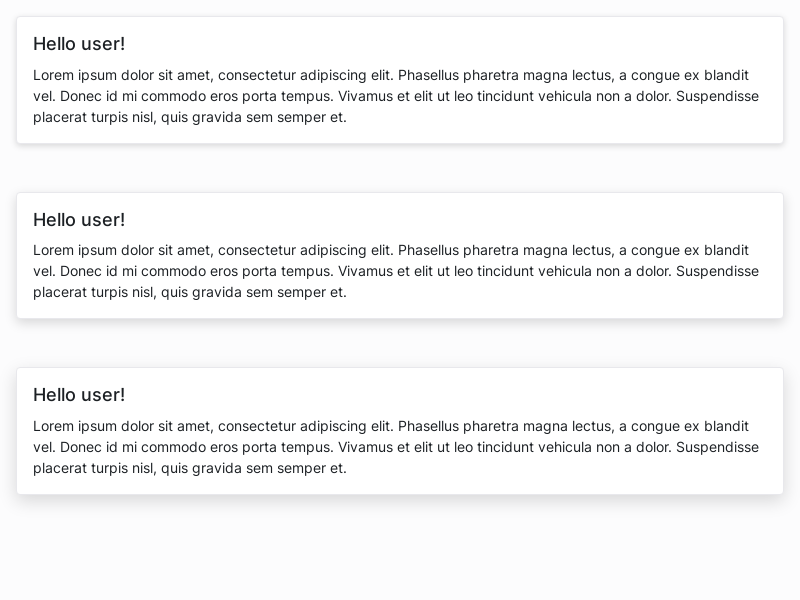 Hello user!
Lorem ipsum dolor sit amet, consectetur adipiscing elit. Phasellus pharetra magna lectus, a congue ex blandit
vel. Donec id mi commodo eros porta tempus. Vivamus et elit ut leo tincidunt vehicula non a dolor. Suspendisse
placerat turpis nisl, quis gravida sem semper et.
Hello user!
Lorem ipsum dolor sit amet, consectetur adipiscing elit. Phasellus pharetra magna lectus, a congue ex blandit
vel. Donec id mi commodo eros porta tempus. Vivamus et elit ut leo tincidunt vehicula non a dolor. Suspendisse
placerat turpis nisl, quis gravida sem semper et.
Hello user!
Lorem ipsum dolor sit amet, consectetur adipiscing elit. Phasellus pharetra magna lectus, a congue ex blandit
vel. Donec id mi commodo eros porta tempus. Vivamus et elit ut leo tincidunt vehicula non a dolor. Suspendisse
placerat turpis nisl, quis gravida sem semper et.